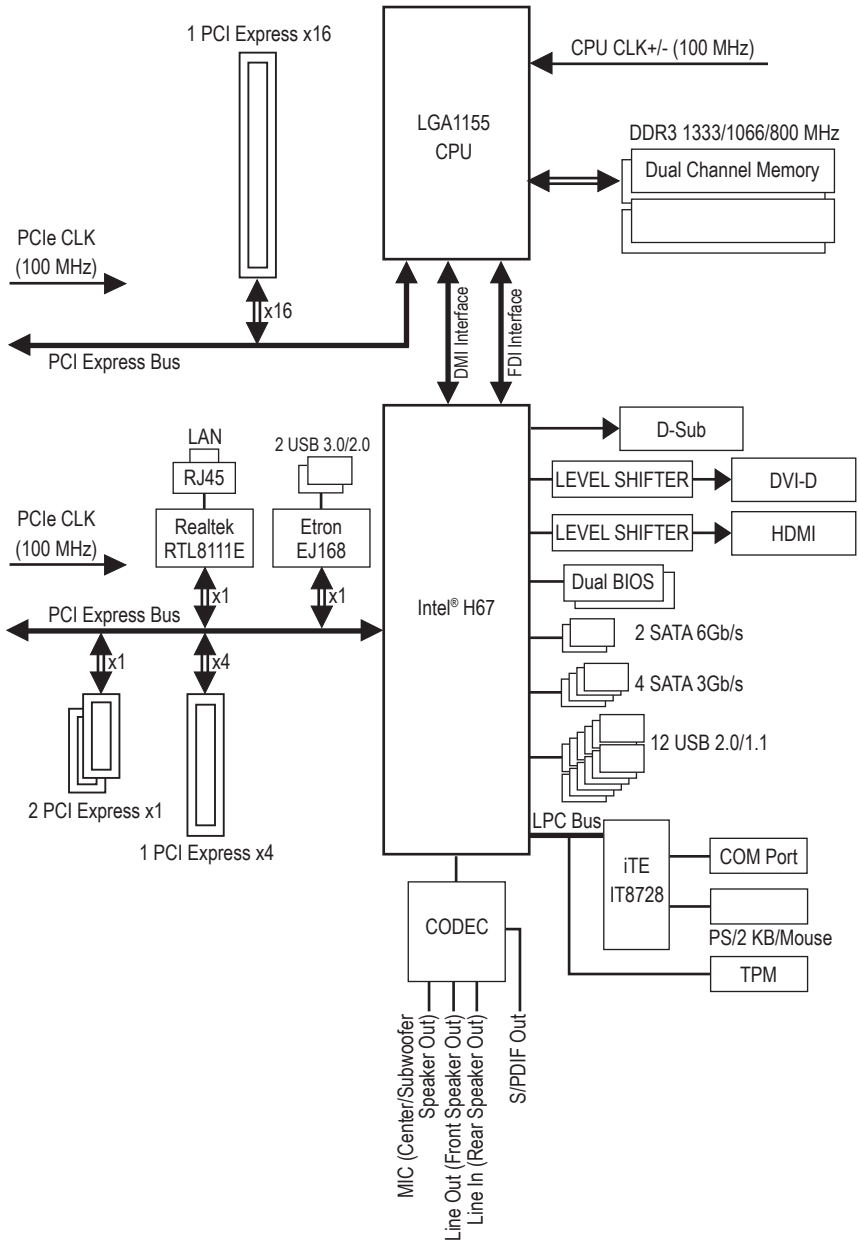 1 PCI Express x16
CPU CLK+/- (100 MHz)
LGA1155
CPU
DDR3 1333/1066/800 MHz
Dual Channel Memory
PCIe CLK
(100 MHz)
x16
PCI Express Bus
DMI Interface
FDI Interface
LAN
RJ45
2 USB 3.0/2.0
D-Sub
LEVEL SHIFTER
DVI-D
PCIe CLK
(100 MHz)
Realtek
RTL8111E
Etron
EJ168
LEVEL SHIFTER
HDMI
x1
x1
Dual BIOS
Intel® H67
PCI Express Bus
2 SATA 6Gb/s
x1
x4
4 SATA 3Gb/s
12 USB 2.0/1.1
2 PCI Express x1
1 PCI Express x4
LPC Bus
iTE
IT8728
COM Port
PS/2 KB/Mouse
TPM
CODEC
MIC (Center/Subwoofer
Speaker Out)
Line Out (Front Speaker Out)
Line In (Rear Speaker Out)
S/PDIF Out